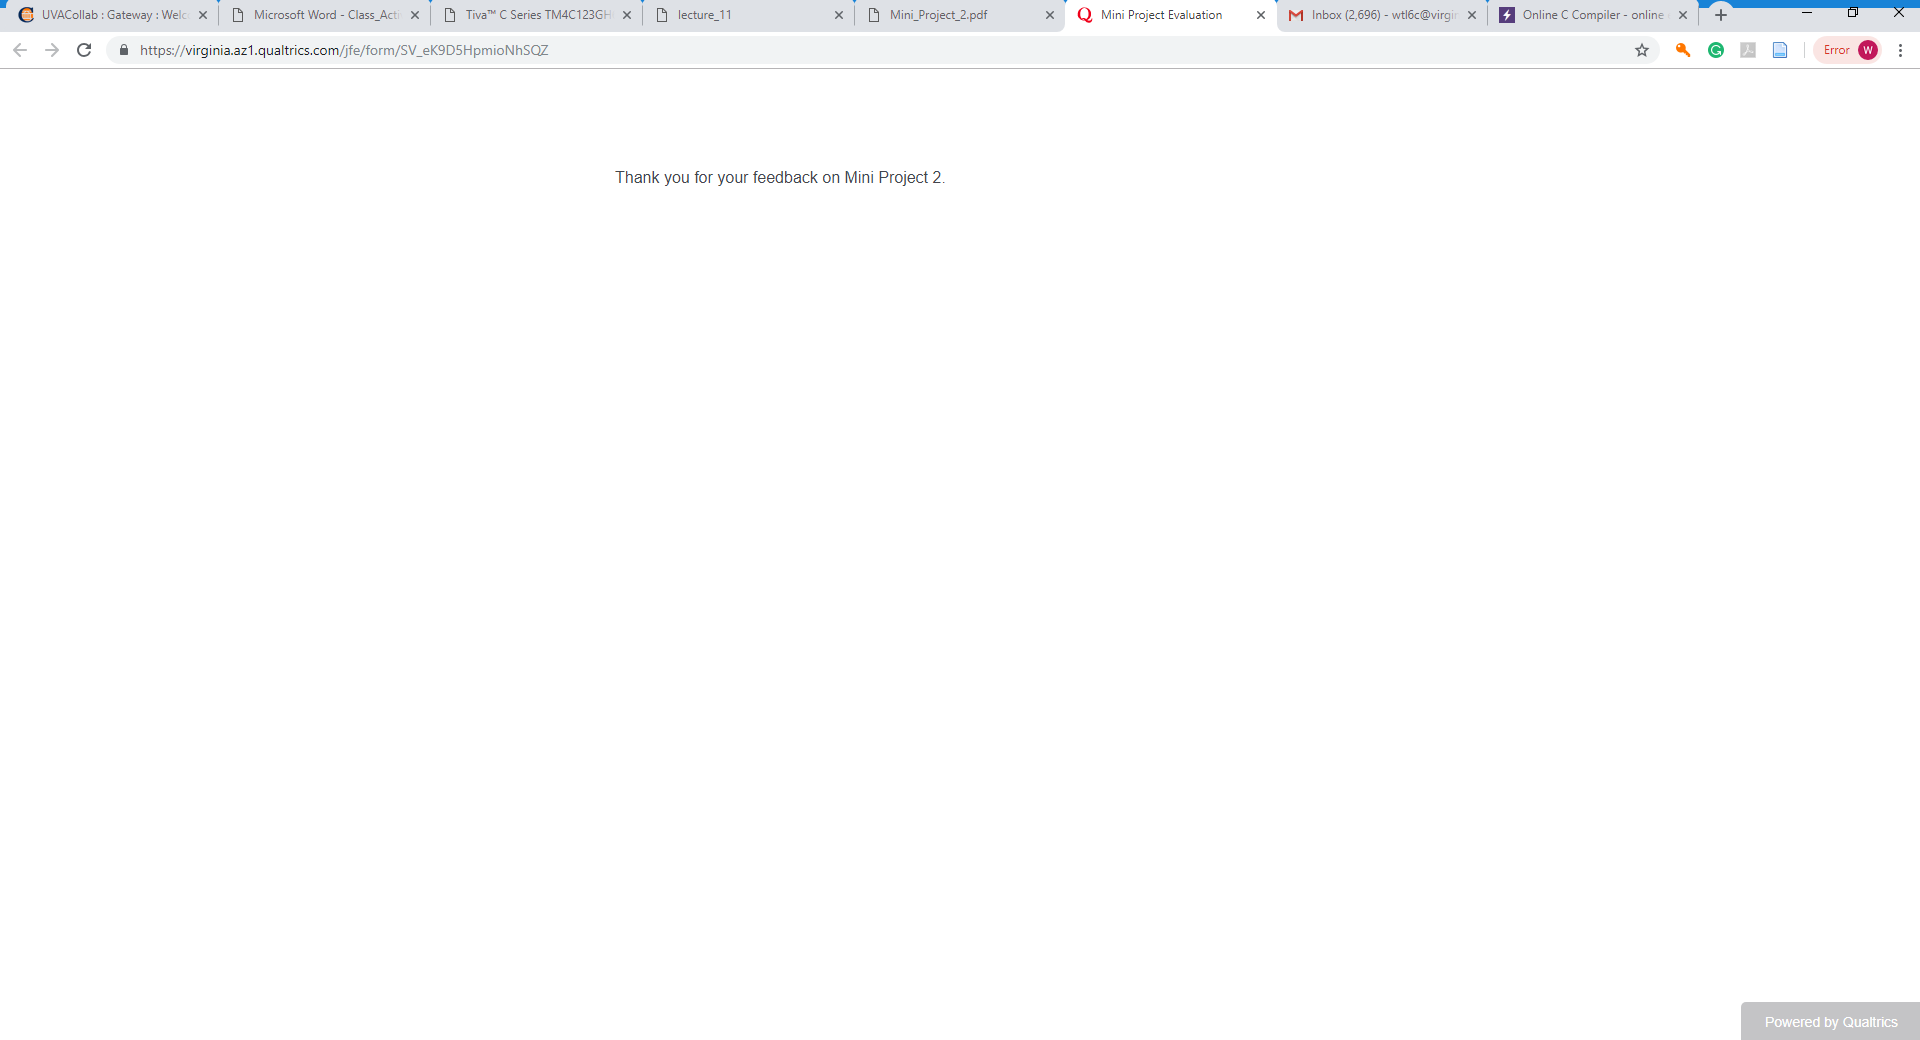 UVACollab : Gateway : Welc
Microsoft Word - Class_Acti
Tiva™ C Series TM4C123GH
lecture_11
Mini_Project_2.pdf
Mini Project Evaluation
Inbox (2,696) - wtl6c@virgin
Online C Compiler - online
https://virginia.az1.qualtrics.com/jfe/form/SV_eK9D5HpmioNhSQZ
Error W
Thank you for your feedback on Mini Project 2.
Powered by Qualtrics